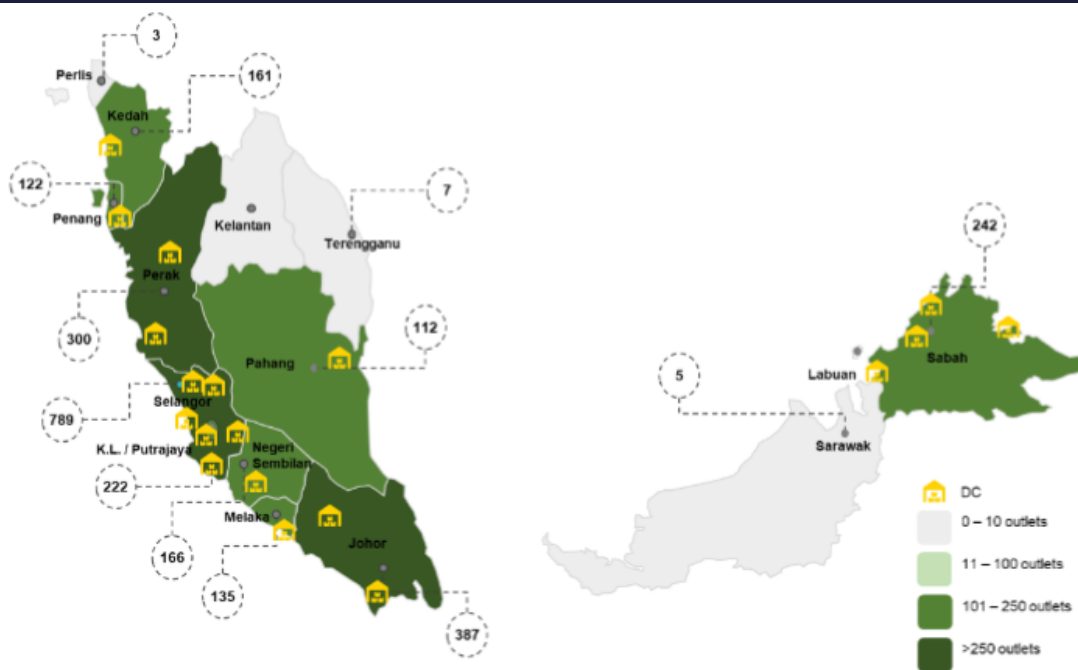 3
Perlis
161
Kedah
122
Penang
7
Kelantan
Terengganu
242
Perak
300
112
Pahang
Sabah
Labuan
5
Selangor
789
Sarawak
K.L. / Putrajaya
Negeri
Sembilan
222
Melaka
166
Johor
135
387
DC
0 – 10 outlets
11 – 100 outlets
101 – 250 outlets
>250 outlets